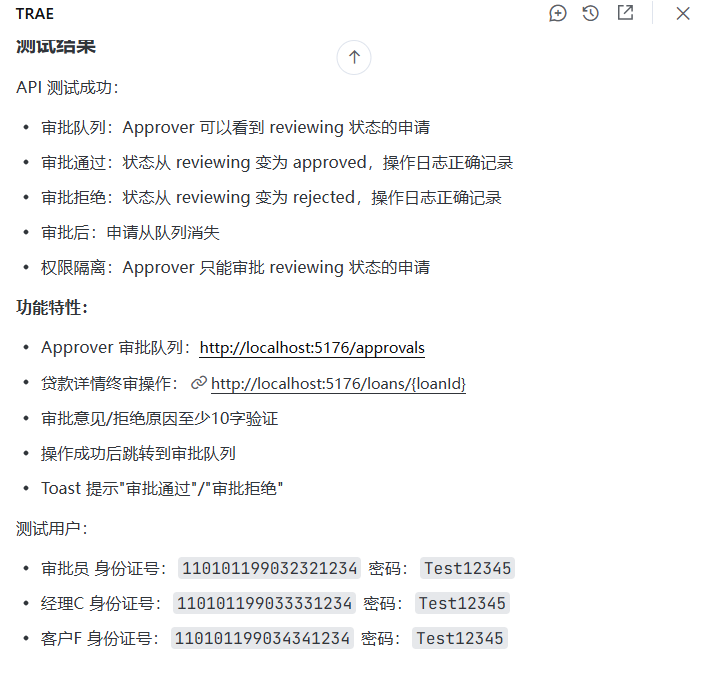 TRAE
测试结果
API 测试成功：
审批队列：Approver 可以看到 reviewing 状态的申请
审批通过：状态从 reviewing 变为 approved，操作日志正确记录
审批拒绝：状态从 reviewing 变为 rejected，操作日志正确记录
审批后：申请从队列消失
权限隔离：Approver 只能审批 reviewing 状态的申请
功能特性：
Approver 审批队列：http://localhost:5176/approvals
贷款详情终审操作：http://localhost:5176/loans/{loanId}
审批意见/拒绝原因至少10字验证
操作成功后跳转到审批队列
Toast 提示"审批通过"/"审批拒绝"
测试用户：
审批员 身份证号： 110101199032321234 密码： Test12345
经理C 身份证号： 110101199033331234 密码： Test12345
客户F 身份证号： 110101199034341234 密码： Test12345